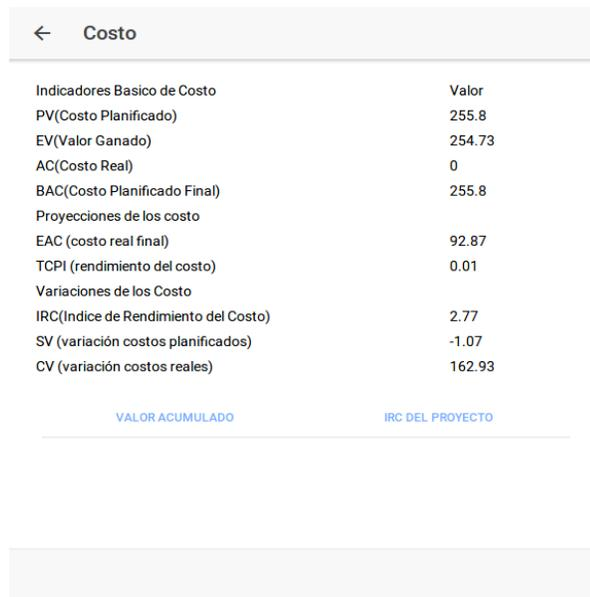 Costo
Indicadores Basico de Costo Valor
PV(Costo Planificado) 255.8
EV(Valor Ganado) 254.73
AC(Costo Real) 0
BAC(Costo Planificado Final) 255.8
Proyecciones de los costo
EAC (costo real final) 92.87
TCPI (rendimiento del costo) 0.01
Variaciones de los Costo
IRC(Indice de Rendimiento del Costo) 2.77
SV (variación costos planificados) -1.07
CV (variación costos reales) 162.93
VALOR ACUMULADO IRC DEL PROYECTO